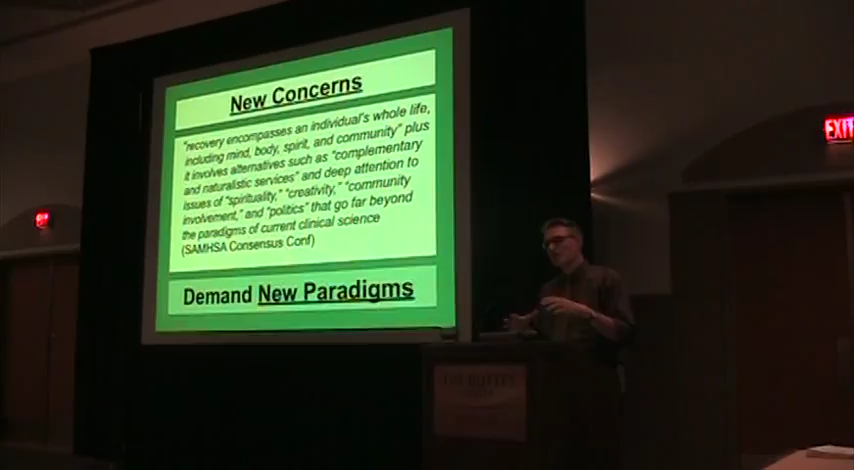 New Concerns
"recovery encompasses an individual's whole life,
including mind, body, spirit, and community" plus
it involves alternatives such as "complementary
and naturalistic services" and deep attention to
issues of "spirituality," "creativity," "community
involvement," and "politics" that go far beyond
the paradigms of current clinical science
(SAMHSA Consensus Conf)
Demand New Paradigms
EXIT